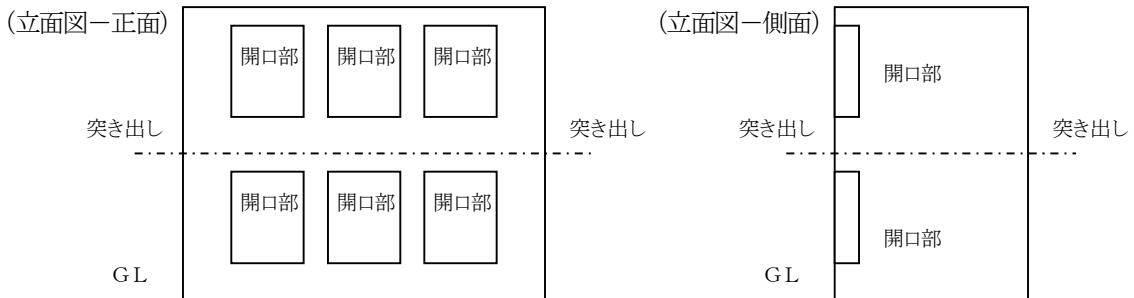 (立面図－正面)
開口部 開口部 開口部
突き出し 突き出し
開口部 開口部 開口部
ＧＬ
(立面図－側面)
開口部
突き出し 突き出し
開口部
ＧＬ